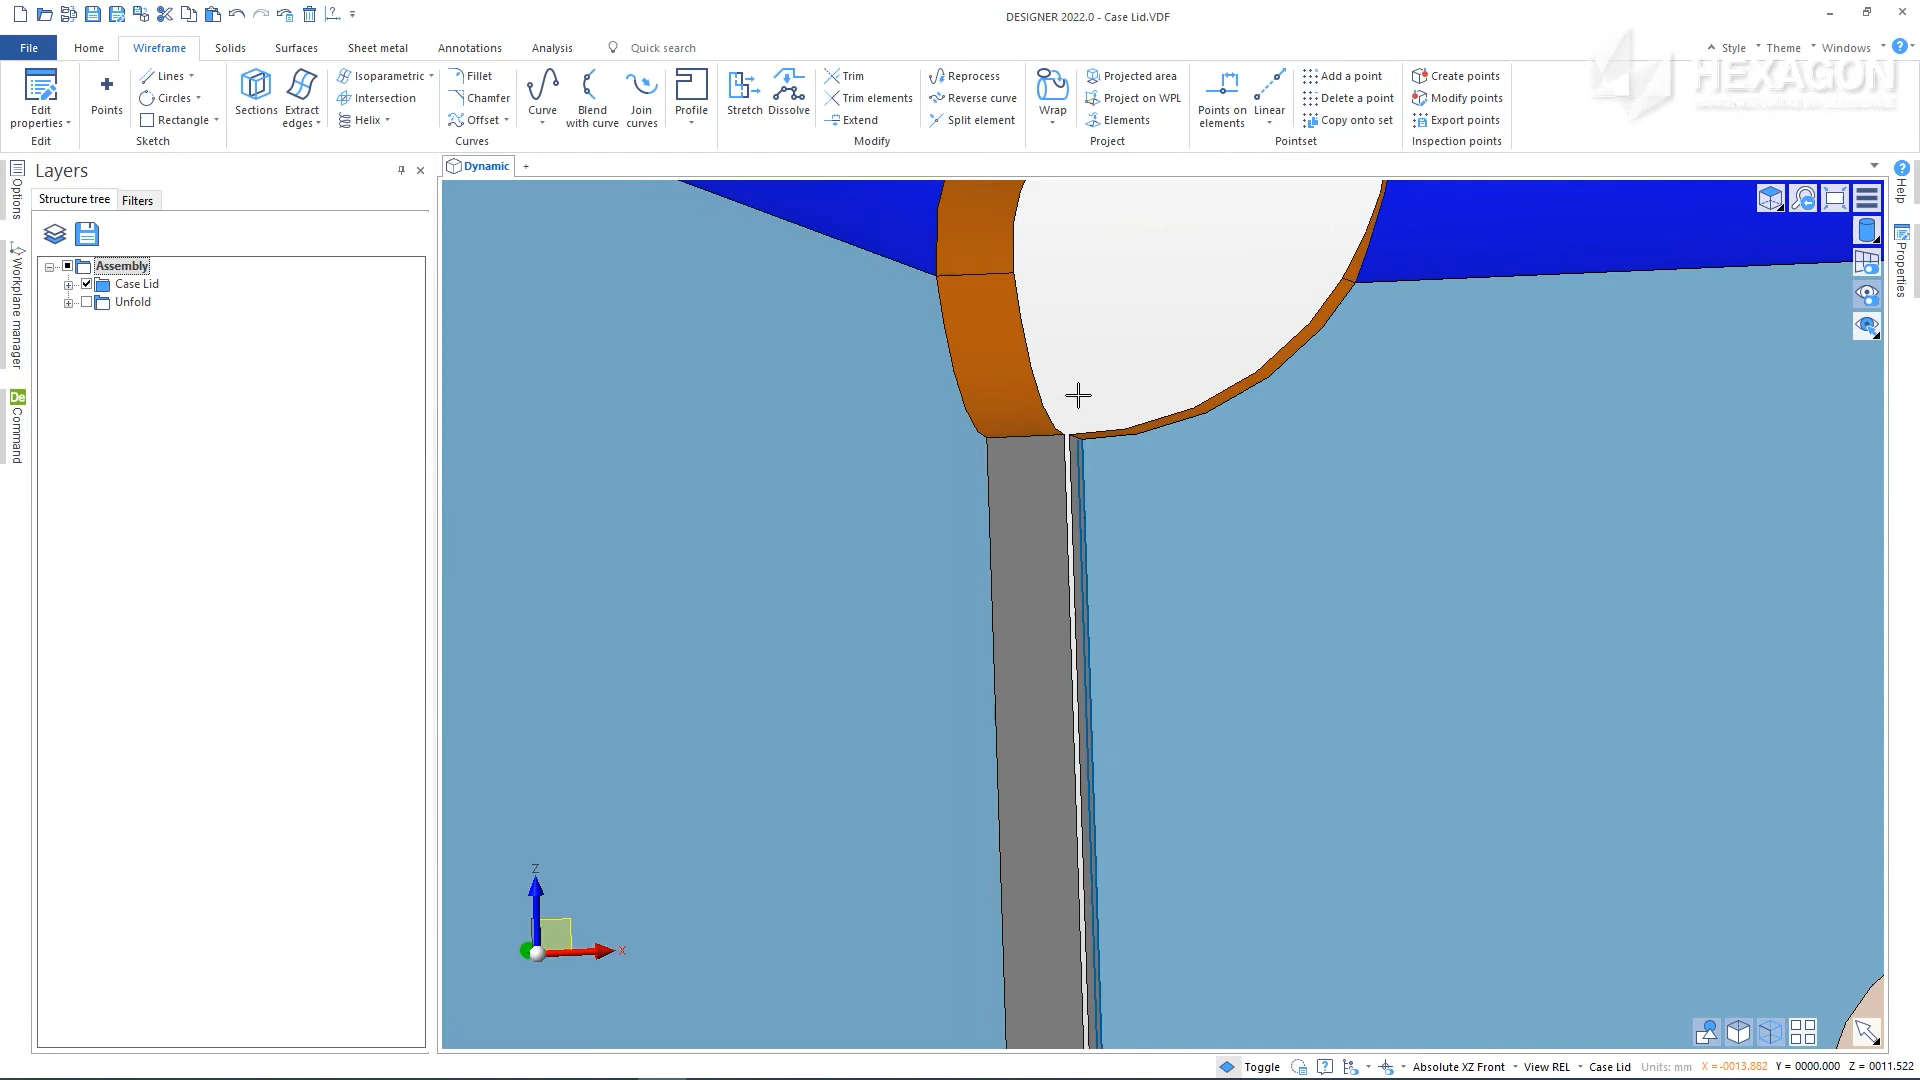 DESIGNER 2022.0 - Case Lid.VDF
File Home Wireframe Solids Surfaces Sheet metal Annotations Analysis Quick search Style Theme Windows
Lines Isoparametric Fillet Trim Reprocess Projected area Add a point Create points
Circles Intersection Chamfer Trim elements Reverse curve Project on WPL Delete a point Modify points
Rectangle Helix Offset Extend Split element Elements Copy onto set Export points
Edit properties Points Sections Extract edges Curve Blend with curve Join curves Profile Stretch Dissolve Wrap Points on elements Linear
Edit Sketch Curves Modify Project Pointset Inspection points
HEXAGON
Layers
Structure tree Filters
Assembly
Case Lid
Unfold
Options
Workplane manager
De Command
Dynamic +
Help
Properties
Z
X
Toggle Absolute XZ Front View REL Case Lid Units: mm X =-0013.882 Y = 0000.000 Z = 0011.522